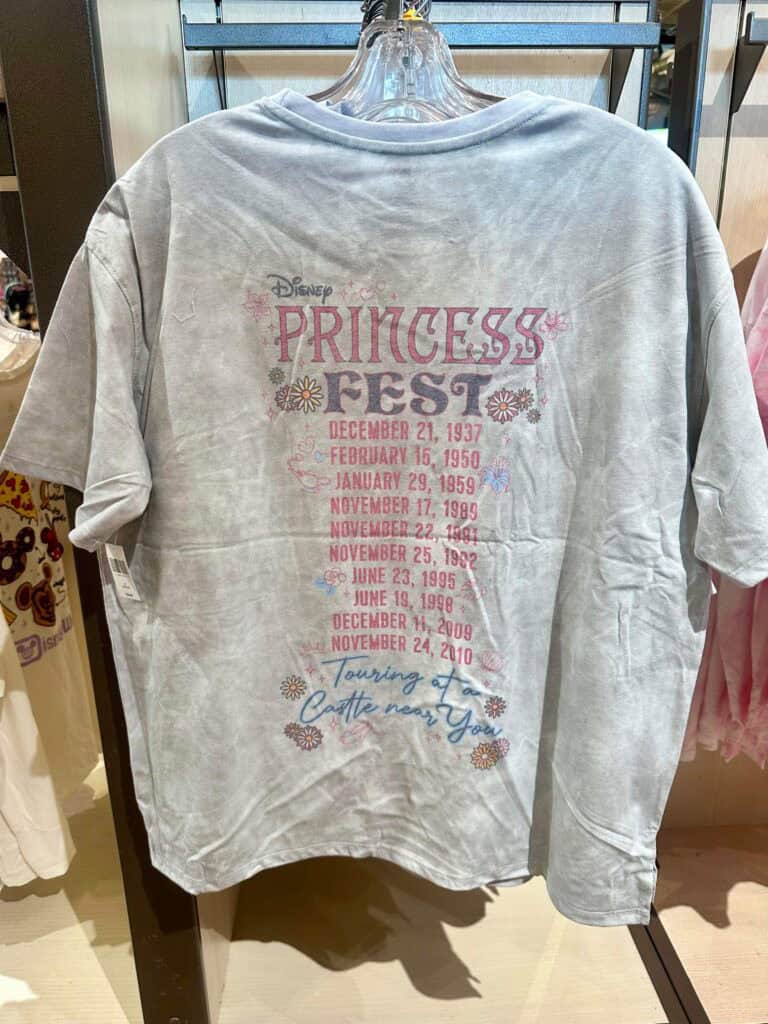 Disney
PRINCESS
FEST
DECEMBER 21, 1937
FEBRUARY 15, 1950
JANUARY 29, 1959
NOVEMBER 17, 1989
NOVEMBER 22, 1991
NOVEMBER 25, 1992
JUNE 23, 1995
JUNE 19, 1998
DECEMBER 11, 2009
NOVEMBER 24, 2010
Touring at a
Castle near You